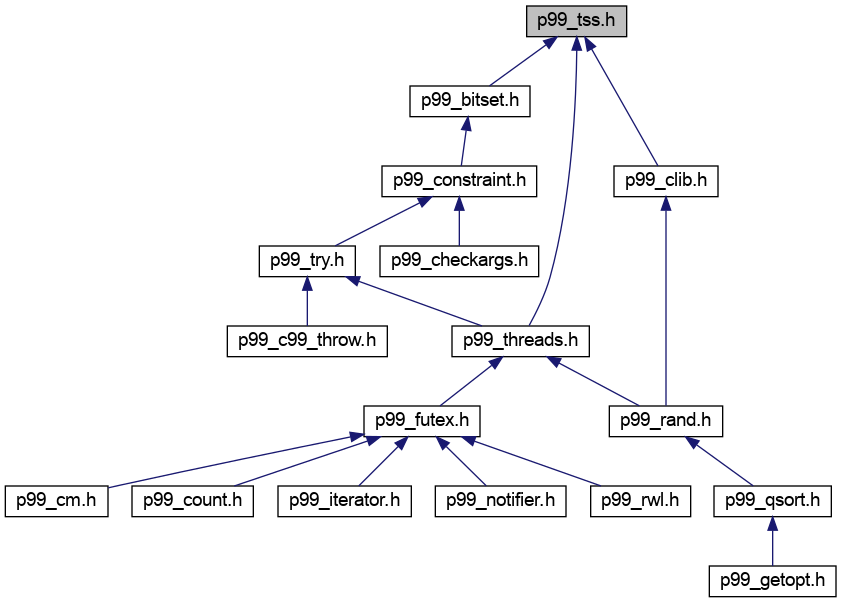 p99_tss.h
p99_bitset.h
p99_constraint.h
p99_clib.h
p99_try.h
p99_checkargs.h
p99_c99_throw.h
p99_threads.h
p99_futex.h
p99_rand.h
p99_cm.h
p99_count.h
p99_iterator.h
p99_notifier.h
p99_rwl.h
p99_qsort.h
p99_getopt.h